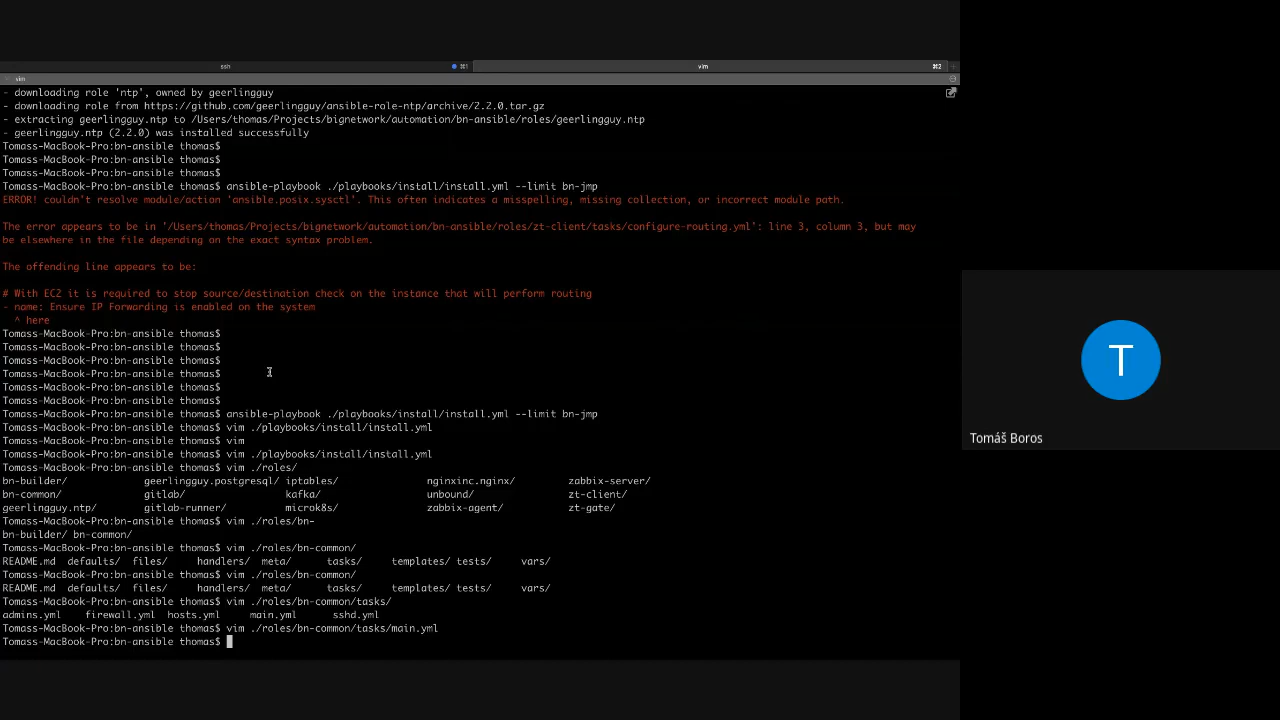 ssh
⌘1
vim
⌘2
vim
- downloading role 'ntp', owned by geerlingguy
- downloading role from https://github.com/geerlingguy/ansible-role-ntp/archive/2.2.0.tar.gz
- extracting geerlingguy.ntp to /Users/thomas/Projects/bignetwork/automation/bn-ansible/roles/geerlingguy.ntp
- geerlingguy.ntp (2.2.0) was installed successfully
Tomass-MacBook-Pro:bn-ansible thomas$
Tomass-MacBook-Pro:bn-ansible thomas$
Tomass-MacBook-Pro:bn-ansible thomas$
Tomass-MacBook-Pro:bn-ansible thomas$ ansible-playbook ./playbooks/install/install.yml --limit bn-jmp
ERROR! couldn't resolve module/action 'ansible.posix.sysctl'. This often indicates a misspelling, missing collection, or incorrect module path.
The error appears to be in '/Users/thomas/Projects/bignetwork/automation/bn-ansible/roles/zt-client/tasks/configure-routing.yml': line 3, column 3, but may
be elsewhere in the file depending on the exact syntax problem.
The offending line appears to be:
# With EC2 it is required to stop source/destination check on the instance that will perform routing
- name: Ensure IP Forwarding is enabled on the system
^ here
Tomass-MacBook-Pro:bn-ansible thomas$
Tomass-MacBook-Pro:bn-ansible thomas$
Tomass-MacBook-Pro:bn-ansible thomas$
Tomass-MacBook-Pro:bn-ansible thomas$
Tomass-MacBook-Pro:bn-ansible thomas$
Tomass-MacBook-Pro:bn-ansible thomas$
Tomass-MacBook-Pro:bn-ansible thomas$ ansible-playbook ./playbooks/install/install.yml --limit bn-jmp
Tomass-MacBook-Pro:bn-ansible thomas$ vim ./playbooks/install/install.yml
Tomass-MacBook-Pro:bn-ansible thomas$ vim
Tomass-MacBook-Pro:bn-ansible thomas$ vim ./playbooks/install/install.yml
Tomass-MacBook-Pro:bn-ansible thomas$ vim ./roles/
bn-builder/ geerlingguy.postgresql/ iptables/ nginxinc.nginx/ zabbix-server/
bn-common/ gitlab/ kafka/ unbound/ zt-client/
geerlingguy.ntp/ gitlab-runner/ microk8s/ zabbix-agent/ zt-gate/
Tomass-MacBook-Pro:bn-ansible thomas$ vim ./roles/bn-
bn-builder/ bn-common/
Tomass-MacBook-Pro:bn-ansible thomas$ vim ./roles/bn-common/
README.md defaults/ files/ handlers/ meta/ tasks/ templates/ tests/ vars/
Tomass-MacBook-Pro:bn-ansible thomas$ vim ./roles/bn-common/
README.md defaults/ files/ handlers/ meta/ tasks/ templates/ tests/ vars/
Tomass-MacBook-Pro:bn-ansible thomas$ vim ./roles/bn-common/tasks/
admins.yml firewall.yml hosts.yml main.yml sshd.yml
Tomass-MacBook-Pro:bn-ansible thomas$ vim ./roles/bn-common/tasks/main.yml
Tomass-MacBook-Pro:bn-ansible thomas$
T
Tomáš Boros